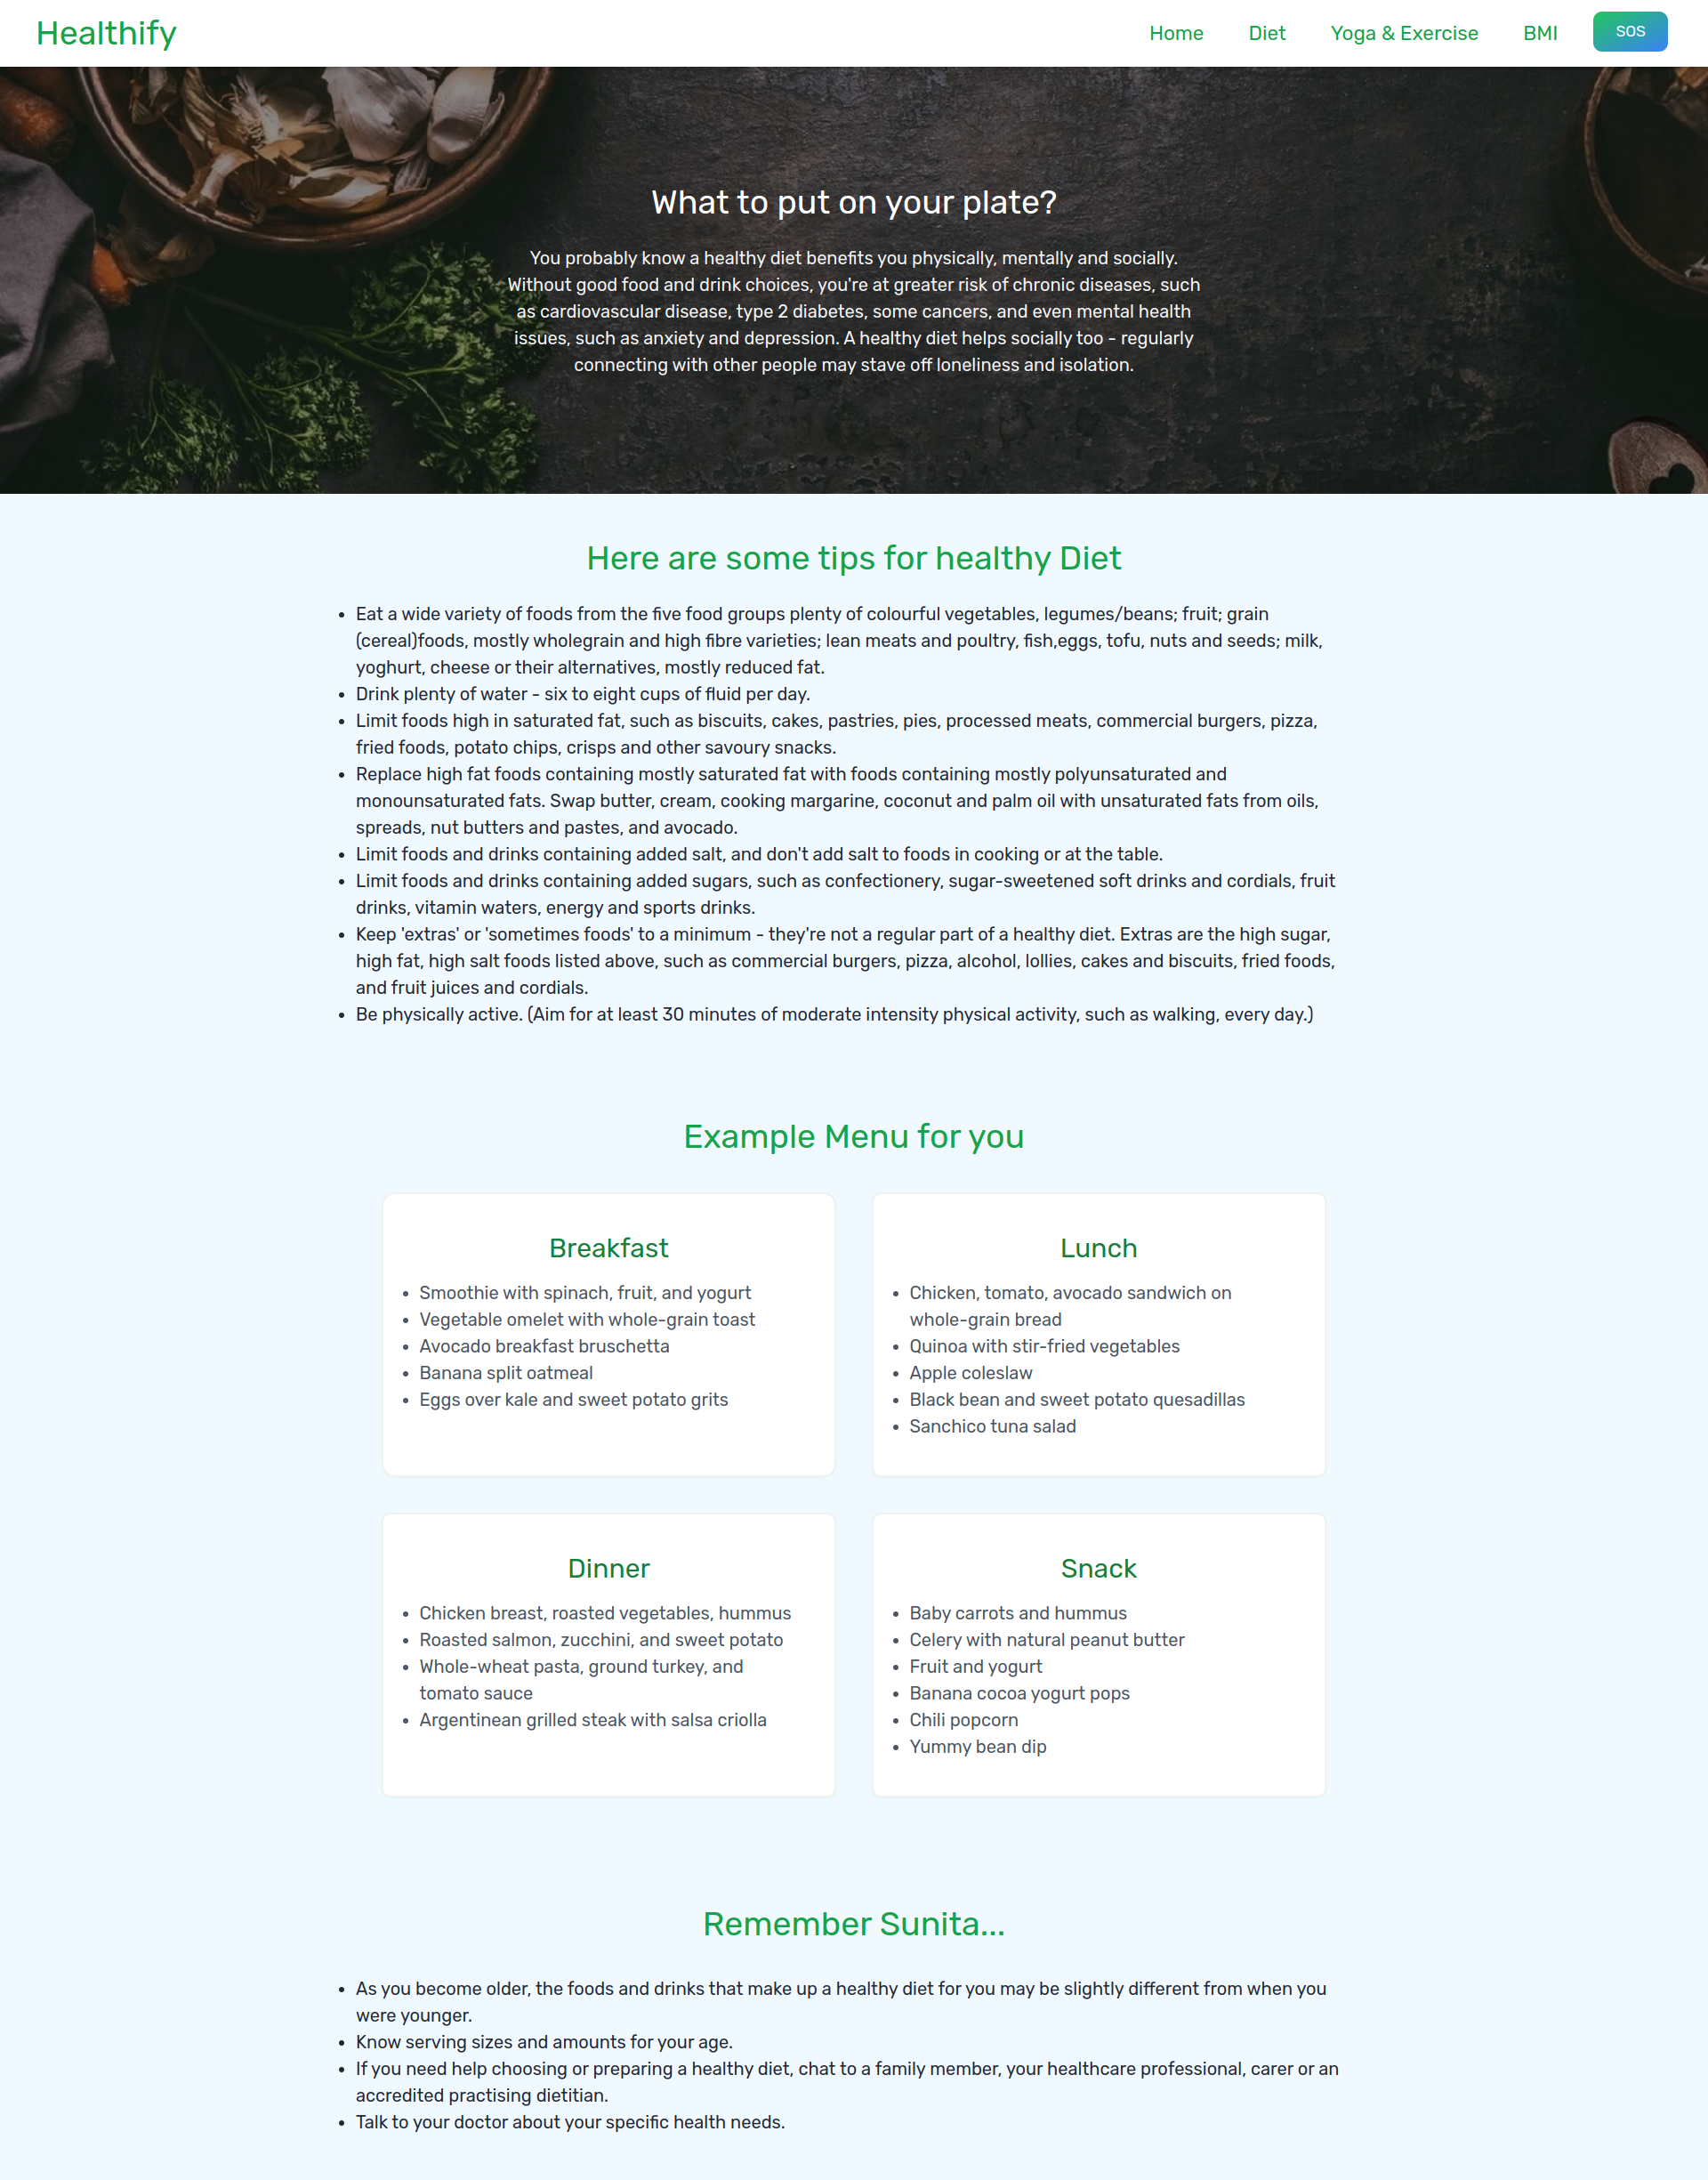 Healthify
Home
Diet
Yoga & Exercise
BMI
SOS
What to put on your plate?
You probably know a healthy diet benefits you physically, mentally and socially.
Without good food and drink choices, you're at greater risk of chronic diseases, such
as cardiovascular disease, type 2 diabetes, some cancers, and even mental health
issues, such as anxiety and depression. A healthy diet helps socially too - regularly
connecting with other people may stave off loneliness and isolation.
Here are some tips for healthy Diet
• Eat a wide variety of foods from the five food groups plenty of colourful vegetables, legumes/beans; fruit; grain
(cereal)foods, mostly wholegrain and high fibre varieties; lean meats and poultry, fish,eggs, tofu, nuts and seeds; milk,
yoghurt, cheese or their alternatives, mostly reduced fat.
• Drink plenty of water - six to eight cups of fluid per day.
• Limit foods high in saturated fat, such as biscuits, cakes, pastries, pies, processed meats, commercial burgers, pizza,
fried foods, potato chips, crisps and other savoury snacks.
• Replace high fat foods containing mostly saturated fat with foods containing mostly polyunsaturated and
monounsaturated fats. Swap butter, cream, cooking margarine, coconut and palm oil with unsaturated fats from oils,
spreads, nut butters and pastes, and avocado.
• Limit foods and drinks containing added salt, and don't add salt to foods in cooking or at the table.
• Limit foods and drinks containing added sugars, such as confectionery, sugar-sweetened soft drinks and cordials, fruit
drinks, vitamin waters, energy and sports drinks.
• Keep 'extras' or 'sometimes foods' to a minimum - they're not a regular part of a healthy diet. Extras are the high sugar,
high fat, high salt foods listed above, such as commercial burgers, pizza, alcohol, lollies, cakes and biscuits, fried foods,
and fruit juices and cordials.
• Be physically active. (Aim for at least 30 minutes of moderate intensity physical activity, such as walking, every day.)
Example Menu for you
Breakfast
• Smoothie with spinach, fruit, and yogurt
• Vegetable omelet with whole-grain toast
• Avocado breakfast bruschetta
• Banana split oatmeal
• Eggs over kale and sweet potato grits
Lunch
• Chicken, tomato, avocado sandwich on
whole-grain bread
• Quinoa with stir-fried vegetables
• Apple coleslaw
• Black bean and sweet potato quesadillas
• Sanchico tuna salad
Dinner
• Chicken breast, roasted vegetables, hummus
• Roasted salmon, zucchini, and sweet potato
• Whole-wheat pasta, ground turkey, and
tomato sauce
• Argentinean grilled steak with salsa criolla
Snack
• Baby carrots and hummus
• Celery with natural peanut butter
• Fruit and yogurt
• Banana cocoa yogurt pops
• Chili popcorn
• Yummy bean dip
Remember Sunita...
• As you become older, the foods and drinks that make up a healthy diet for you may be slightly different from when you
were younger.
• Know serving sizes and amounts for your age.
• If you need help choosing or preparing a healthy diet, chat to a family member, your healthcare professional, carer or an
accredited practising dietitian.
• Talk to your doctor about your specific health needs.